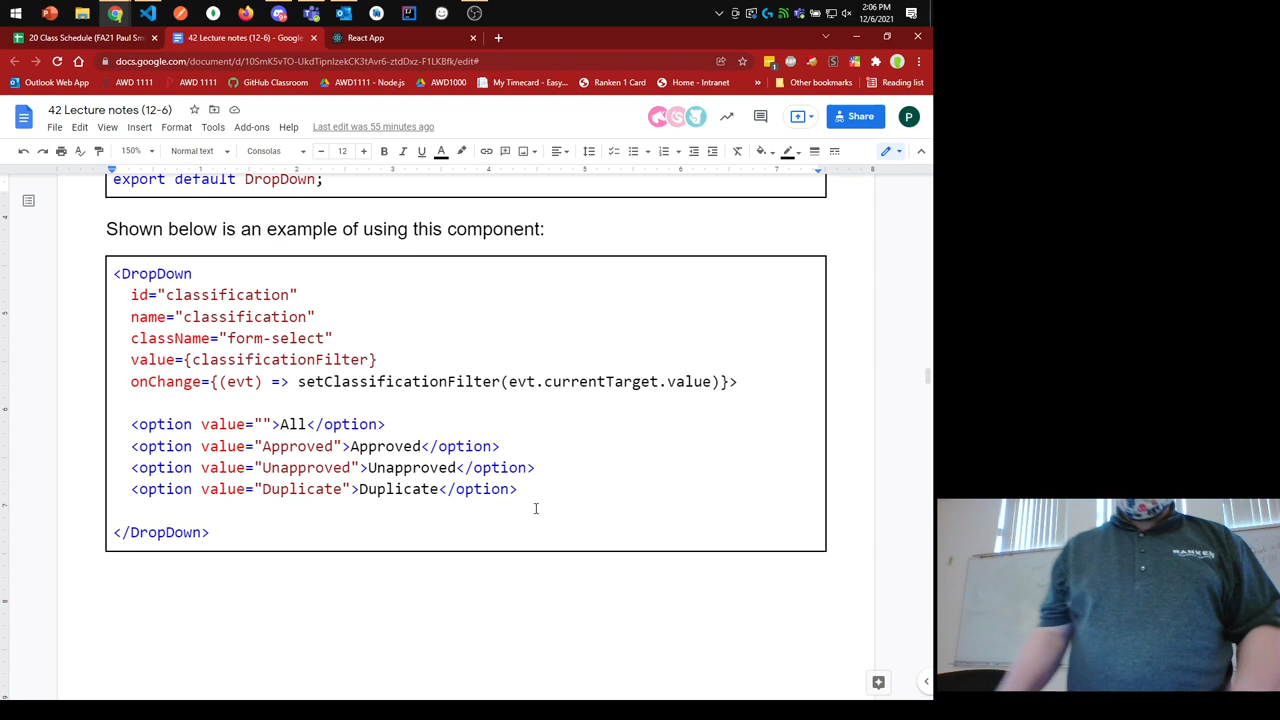 2:06 PM
12/6/2021
20 Class Schedule (FA21 Paul Sm
42 Lecture notes (12-6) - Google
React App
docs.google.com/document/d/10SmK5vTO-UkdTipnIzekCK3tAvr6-ztdDxz-F1LKBfk/edit#
Outlook Web App
AWD 1111
AWD 1111
GitHub Classroom
AWD1111 - Node.js
Ranken 1 Card
AWD1000
My Timecard - Easy...
Home - Intranet
Other bookmarks
Reading list
42 Lecture notes (12-6)
File Edit View Insert Format Tools Add-ons Help Last edit was 55 minutes ago
Share
P
150% Normal text Consolas 12
export default DropDown;
Shown below is an example of using this component:
<DropDown
id="classification"
name="classification"
className="form-select"
value={classificationFilter}
onChange={(evt) => setClassificationFilter(evt.currentTarget.value)}>
<option value="">All</option>
<option value="Approved">Approved</option>
<option value="Unapproved">Unapproved</option>
<option value="Duplicate">Duplicate</option>
</DropDown>
RANKEN